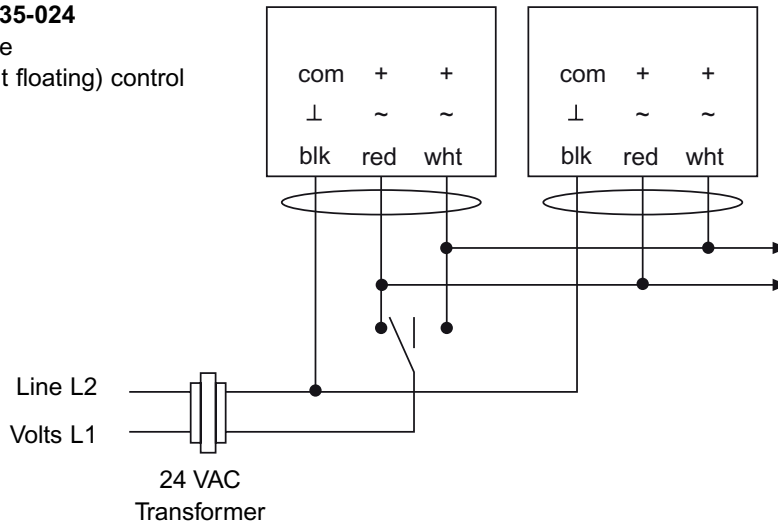 35-024
e
t floating) control
com + +
⊥ ~ ~
blk red wht
com + +
⊥ ~ ~
blk red wht
Line L2
Volts L1
24 VAC
Transformer